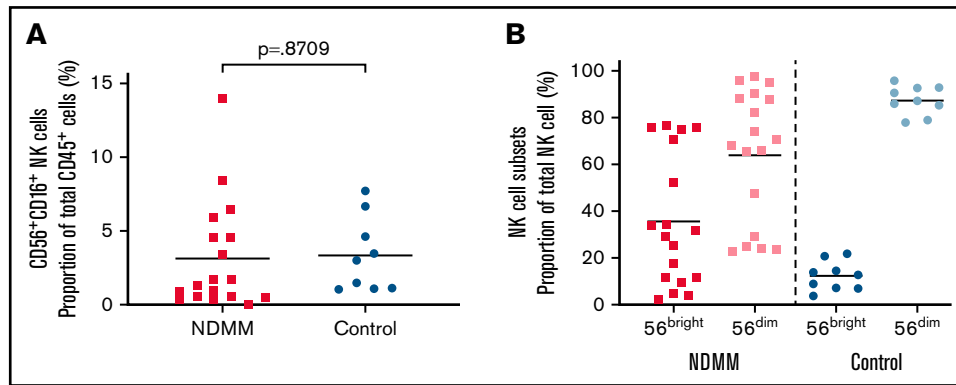 A
p=.8709
CD56⁺CD16⁺ NK cells
Proportion of total CD45⁺ cells (%)
15
10
5
0
NDMM
Control
B
NK cell subsets
Proportion of total NK cell (%)
100
80
60
40
20
0
56ᵇʳⁱᵍʰᵗ
56ᵈⁱᵐ
56ᵇʳⁱᵍʰᵗ
56ᵈⁱᵐ
NDMM
Control